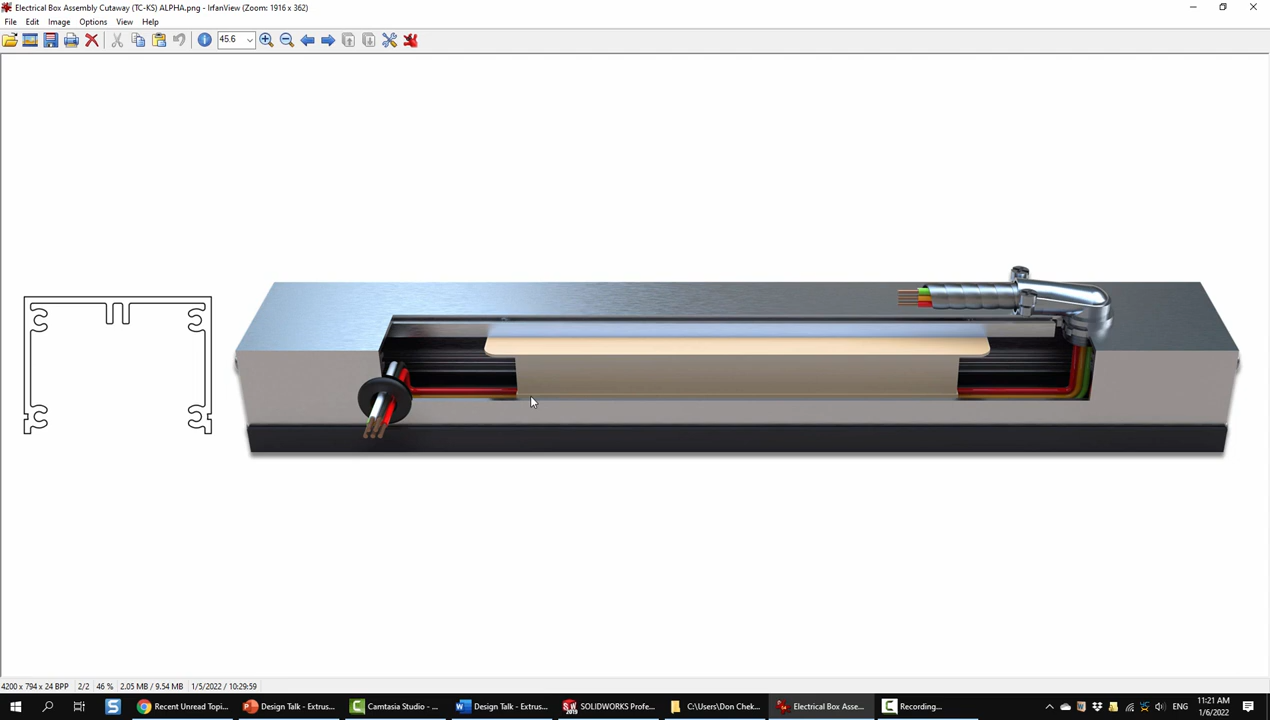 Electrical Box Assembly Cutaway (TC-KS) ALPHA.png - IrfanView (Zoom: 1916 x 362)
File Edit Image Options View Help
45.6
4200 x 794 x 24 BPP 2/2 46 % 2.05 MB / 9.54 MB 1/5/2022 / 10:29:59
Recent Unread Topi... Design Talk - Extrus... Camtasia Studio - ... Design Talk - Extrus... SOLIDWORKS Profe... C:\Users\Don Chek... Electrical Box Asse... Recording... ENG 11:21 AM
1/6/2022